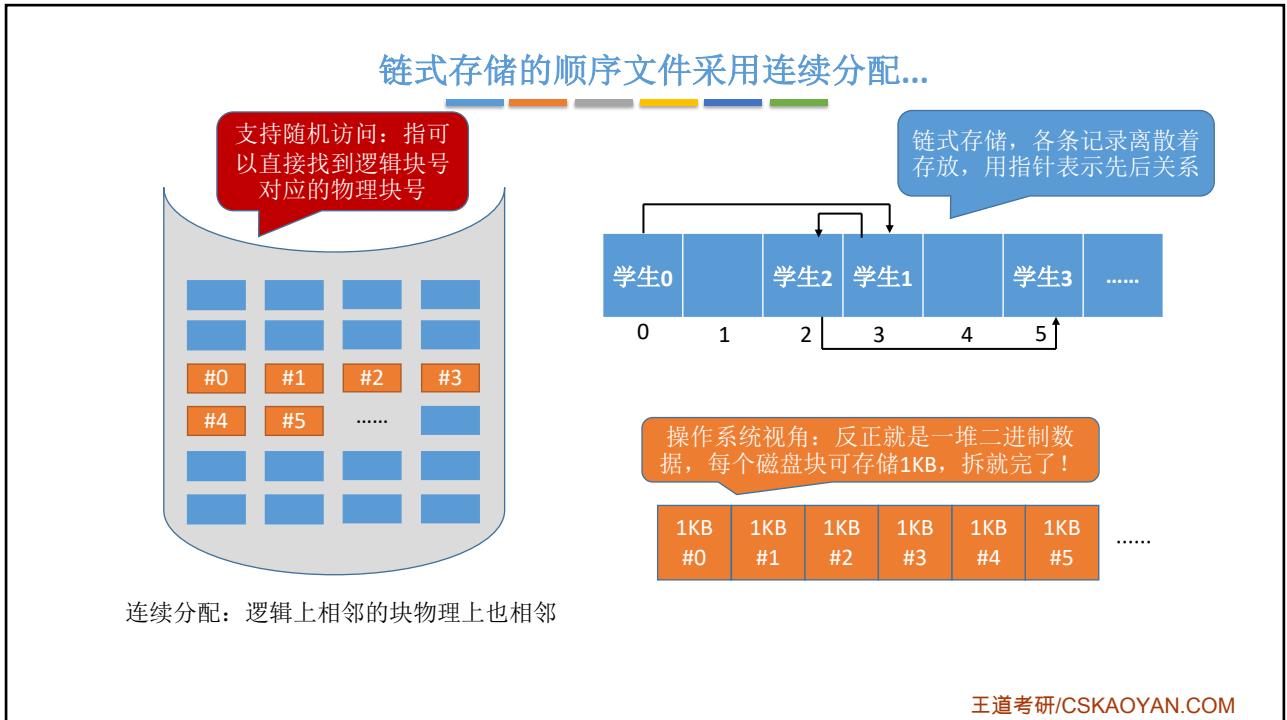 链式存储的顺序文件采用连续分配...
支持随机访问：指可
以直接找到逻辑块号
对应的物理块号
链式存储，各条记录离散着
存放，用指针表示先后关系
学生0 学生2 学生1 学生3 ......
0 1 2 3 4 5
#0 #1 #2 #3
#4 #5 ......
操作系统视角：反正就是一堆二进制数
据，每个磁盘块可存储1KB，拆就完了！
1KB 1KB 1KB 1KB 1KB 1KB
#0 #1 #2 #3 #4 #5 ......
连续分配：逻辑上相邻的块物理上也相邻
王道考研/CSKAOYAN.COM